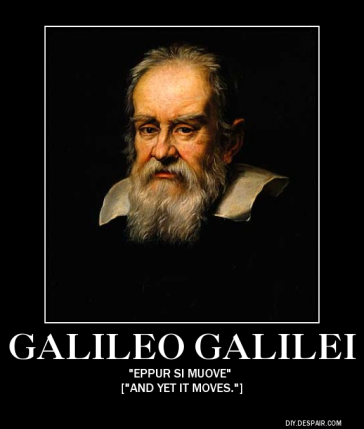 GALILEO GALILEI
"EPPUR SI MUOVE"
["AND YET IT MOVES."]
DIY.DESPAIR.COM